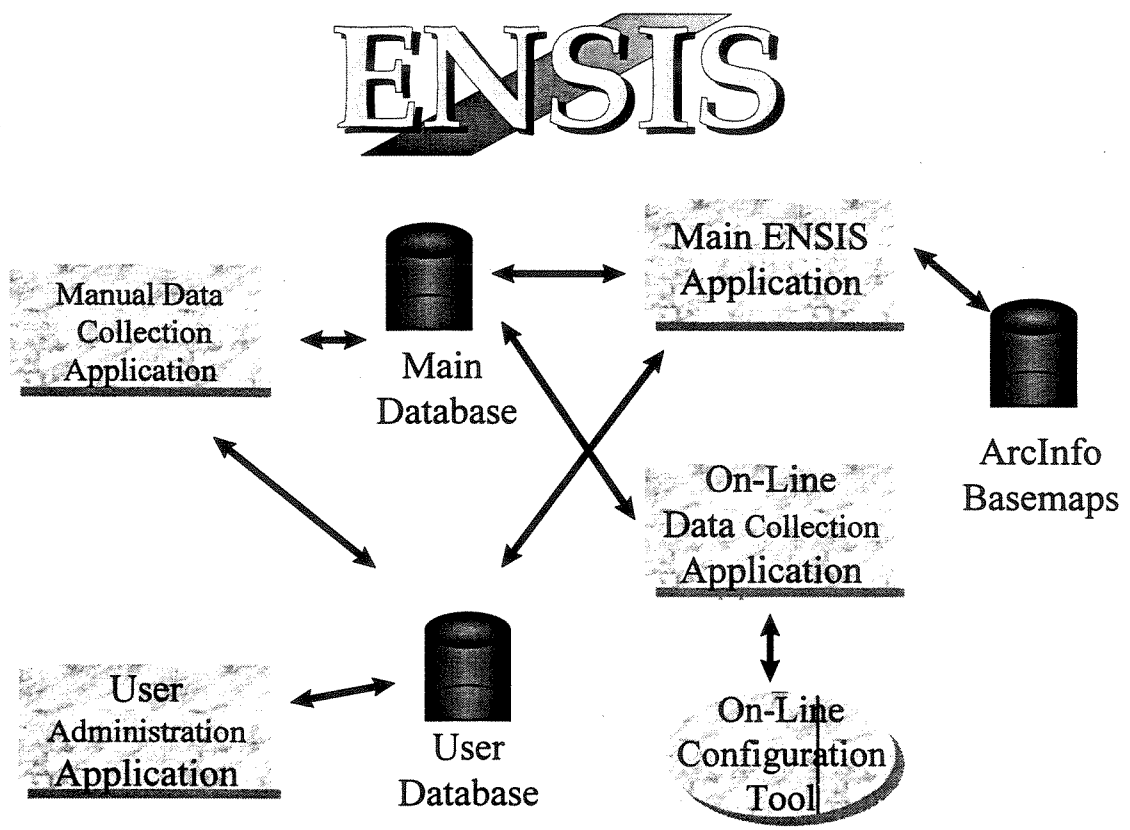 ENSIS
Manual Data
Collection
Application
Main
Database
Main ENSIS
Application
ArcInfo
Basemaps
On-Line
Data Collection
Application
User
Administration
Application
User
Database
On-Line
Configuration
Tool